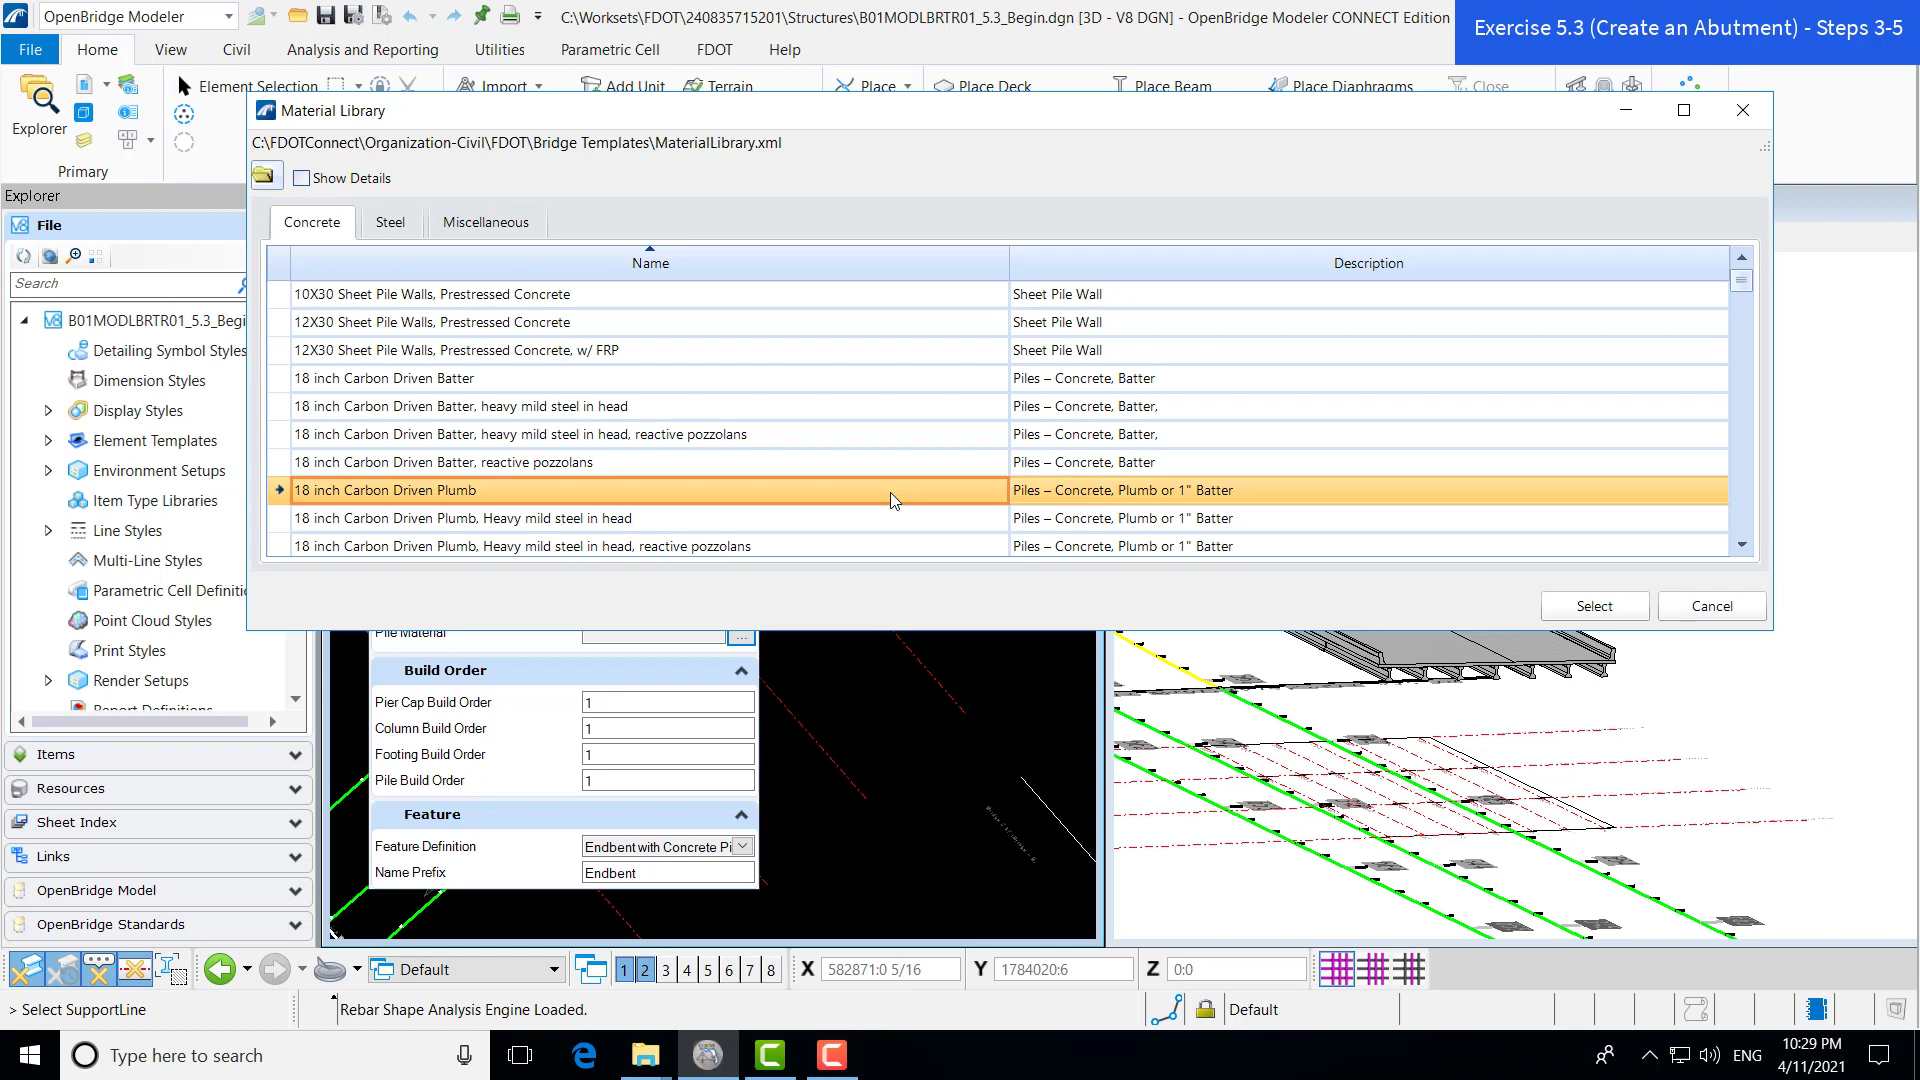 OpenBridge Modeler
C:\Worksets\FDOT\240835715201\Structures\B01MODLBRTR01_5.3_Begin.dgn [3D - V8 DGN] - OpenBridge Modeler CONNECT Edition
Exercise 5.3 (Create an Abutment) - Steps 3-5
File
Home
View
Civil
Analysis and Reporting
Utilities
Parametric Cell
FDOT
Help
Element Selection
Import
Add Unit
Terrain
Place
Place Deck
Place Beam
Place Diaphragms
Close
Explorer
Primary
Material Library
C:\FDOTConnect\Organization-Civil\FDOT\Bridge Templates\MaterialLibrary.xml
Show Details
Concrete
Steel
Miscellaneous
Name
Description
10X30 Sheet Pile Walls, Prestressed Concrete
Sheet Pile Wall
12X30 Sheet Pile Walls, Prestressed Concrete
Sheet Pile Wall
12X30 Sheet Pile Walls, Prestressed Concrete, w/ FRP
Sheet Pile Wall
18 inch Carbon Driven Batter
Piles – Concrete, Batter
18 inch Carbon Driven Batter, heavy mild steel in head
Piles – Concrete, Batter,
18 inch Carbon Driven Batter, heavy mild steel in head, reactive pozzolans
Piles – Concrete, Batter,
18 inch Carbon Driven Batter, reactive pozzolans
Piles – Concrete, Batter
18 inch Carbon Driven Plumb
Piles – Concrete, Plumb or 1" Batter
18 inch Carbon Driven Plumb, Heavy mild steel in head
Piles – Concrete, Plumb or 1" Batter
18 inch Carbon Driven Plumb, Heavy mild steel in head, reactive pozzolans
Piles – Concrete, Plumb or 1" Batter
Select
Cancel
Explorer
File
Search
B01MODLBRTR01_5.3_Begi
Detailing Symbol Styles
Dimension Styles
Display Styles
Element Templates
Environment Setups
Item Type Libraries
Line Styles
Multi-Line Styles
Parametric Cell Definitio
Point Cloud Styles
Print Styles
Render Setups
Report Definitions
Items
Resources
Sheet Index
Links
OpenBridge Model
OpenBridge Standards
Pile Material
...
Build Order
Pier Cap Build Order
1
Column Build Order
1
Footing Build Order
1
Pile Build Order
1
Feature
Feature Definition
Endbent with Concrete Pi
Name Prefix
Endbent
Default
1 2 3 4 5 6 7 8
X
582871:0 5/16
Y
1784020:6
Z
0:0
> Select SupportLine
Rebar Shape Analysis Engine Loaded.
Default
Type here to search
ENG
10:29 PM
4/11/2021